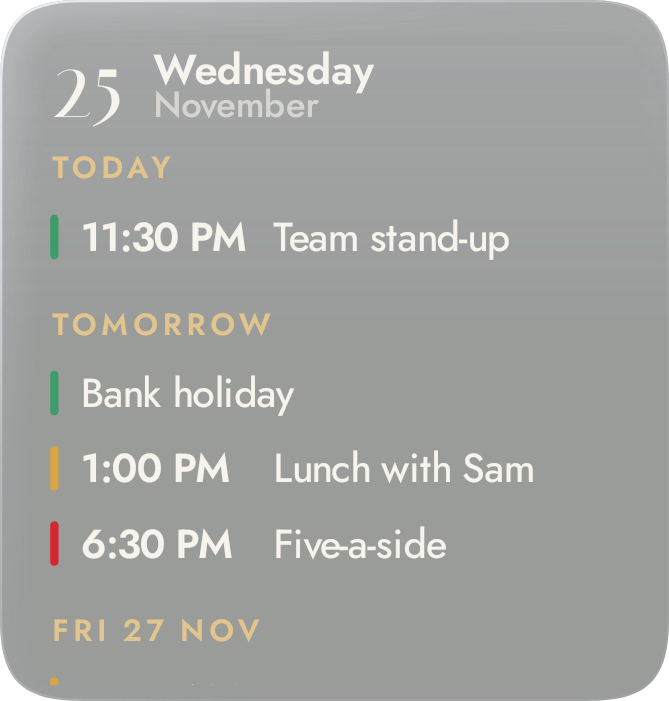 25 Wednesday
November
TODAY
11:30 PM Team stand-up
TOMORROW
Bank holiday
1:00 PM Lunch with Sam
6:30 PM Five-a-side
FRI 27 NOV